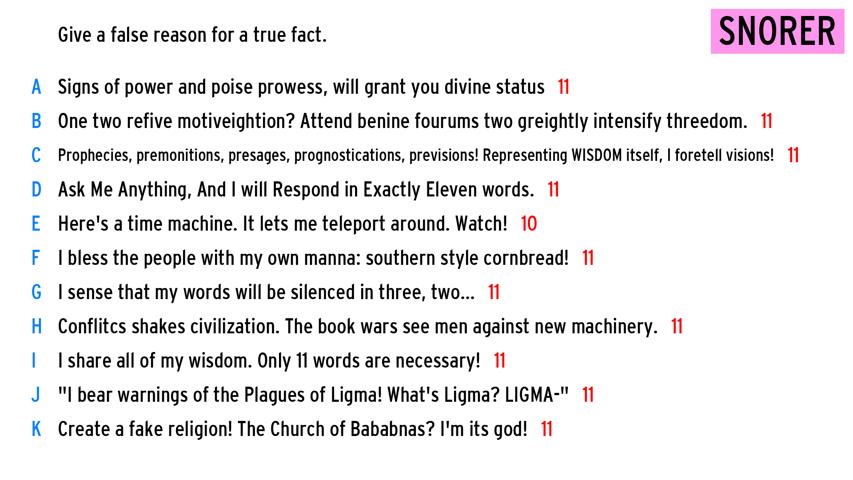 Give a false reason for a true fact.
SNORER
A Signs of power and poise prowess, will grant you divine status 11
B One two refive motiveightion? Attend benine fourums two greightly intensify threedom. 11
C Prophecies, premonitions, presages, prognostications, previsions! Representing WISDOM itself, I foretell visions! 11
D Ask Me Anything, And I will Respond in Exactly Eleven words. 11
E Here's a time machine. It lets me teleport around. Watch! 10
F I bless the people with my own manna: southern style cornbread! 11
G I sense that my words will be silenced in three, two... 11
H Conflitcs shakes civilization. The book wars see men against new machinery. 11
I I share all of my wisdom. Only 11 words are necessary! 11
J "I bear warnings of the Plagues of Ligma! What's Ligma? LIGMA-" 11
K Create a fake religion! The Church of Bababnas? I'm its god! 11